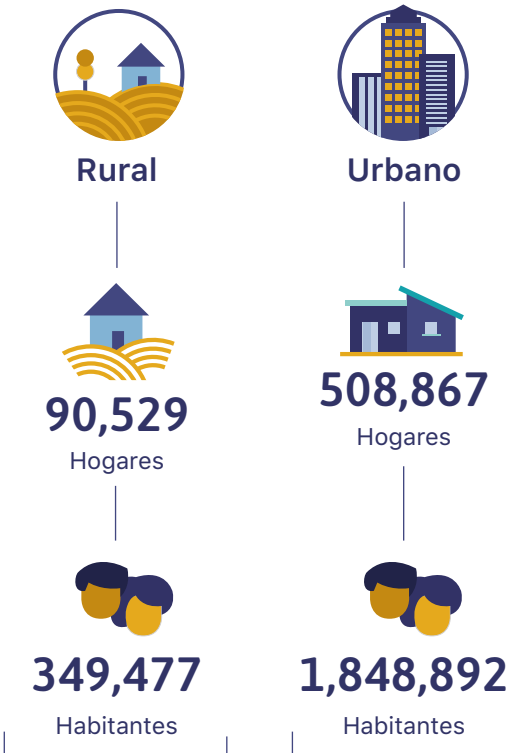 Rural
90,529
Hogares
349,477
Habitantes
Urbano
508,867
Hogares
1,848,892
Habitantes